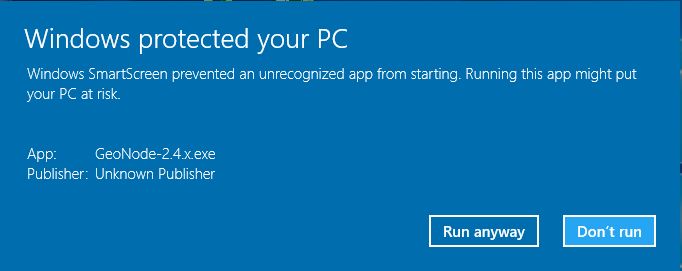 Windows protected your PC
Windows SmartScreen prevented an unrecognized app from starting. Running this app might put
your PC at risk.
App: GeoNode-2.4.x.exe
Publisher: Unknown Publisher
Run anyway Don't run